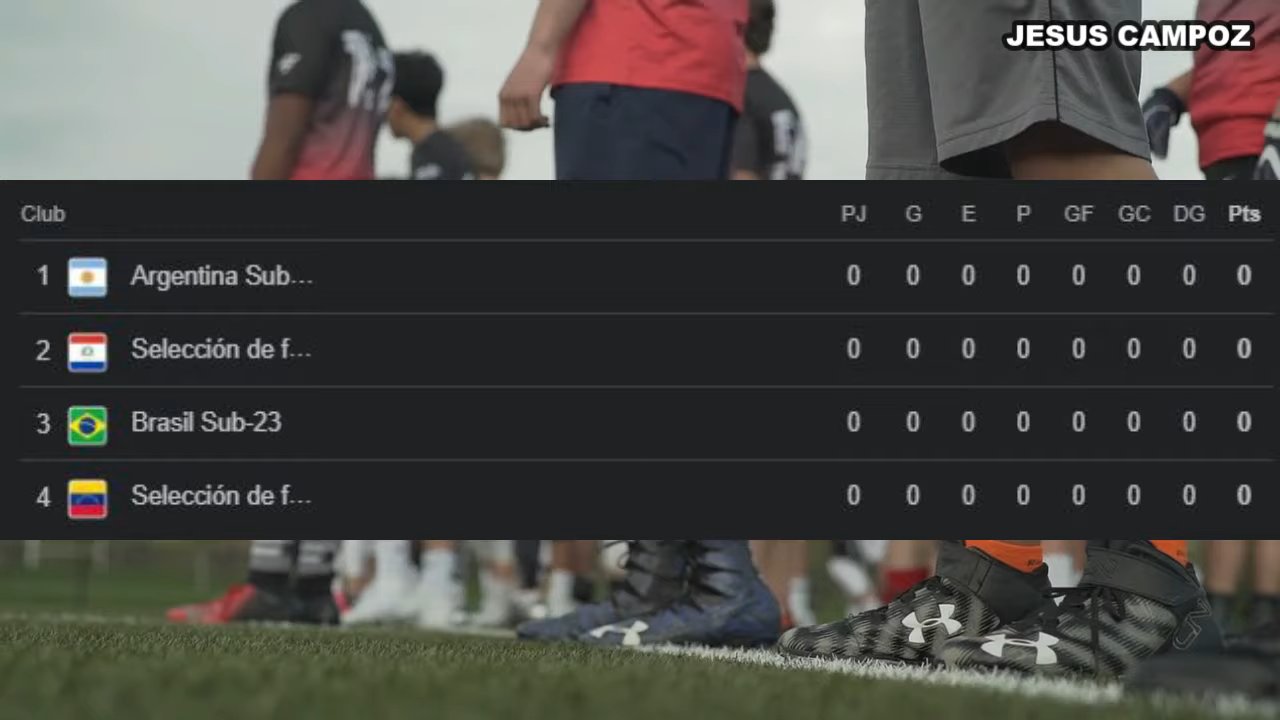 JESUS CAMPOZ
Club PJ G E P GF GC DG Pts
1 Argentina Sub... 0 0 0 0 0 0 0 0
2 Selección de f... 0 0 0 0 0 0 0 0
3 Brasil Sub-23 0 0 0 0 0 0 0 0
4 Selección de f... 0 0 0 0 0 0 0 0